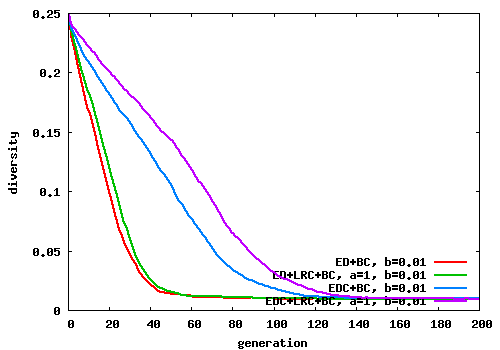 0.25
0.2
0.15
0.1
0.05
0
diversity
ED+BC, b=0.01
ED+LRC+BC, a=1, b=0.01
EDC+BC, b=0.01
EDC+LRC+BC, a=1, b=0.01
0 20 40 60 80 100 120 140 160 180 200
generation